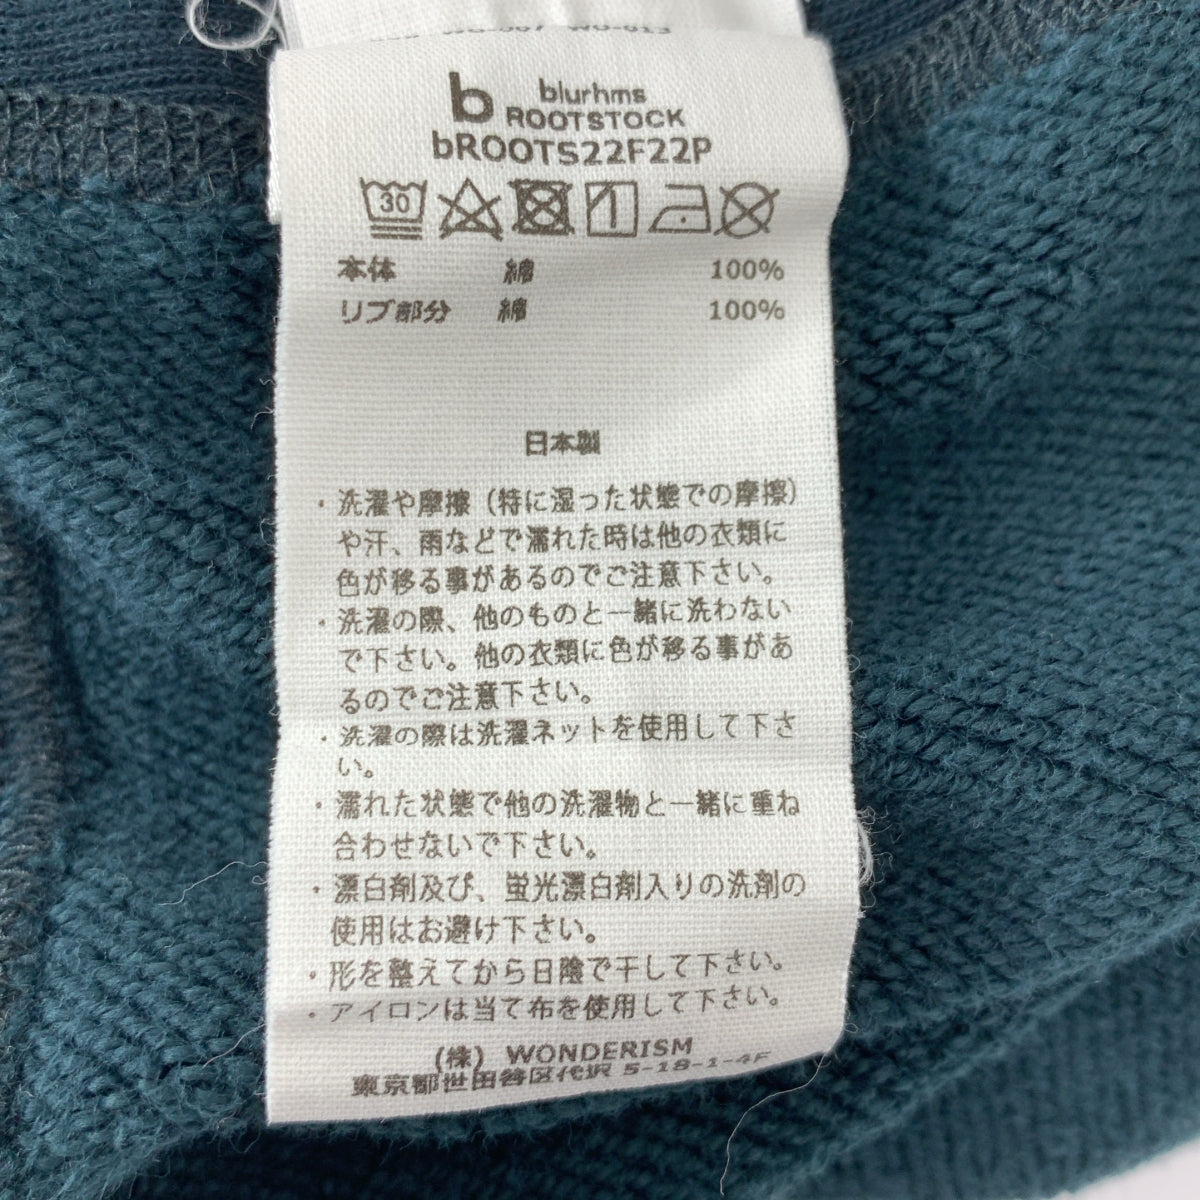 b blurhms
ROOTSTOCK
bROOTS22F22P
30
本体 綿 100%
リブ部分 綿 100%
日本製
・洗濯や摩擦（特に湿った状態での摩擦）
や汗、雨などで濡れた時は他の衣類に
色が移る事があるのでご注意下さい。
・洗濯の際、他のものと一緒に洗わない
で下さい。他の衣類に色が移る事があ
るのでご注意下さい。
・洗濯の際は洗濯ネットを使用して下さ
い。
・濡れた状態で他の洗濯物と一緒に重ね
合わせないで下さい。
・漂白剤及び、蛍光漂白剤入りの洗剤の
使用はお避け下さい。
・形を整えてから日陰で干して下さい。
・アイロンは当て布を使用して下さい。
(株) WONDERISM
東京都世田谷区代沢 5-18-1-4F